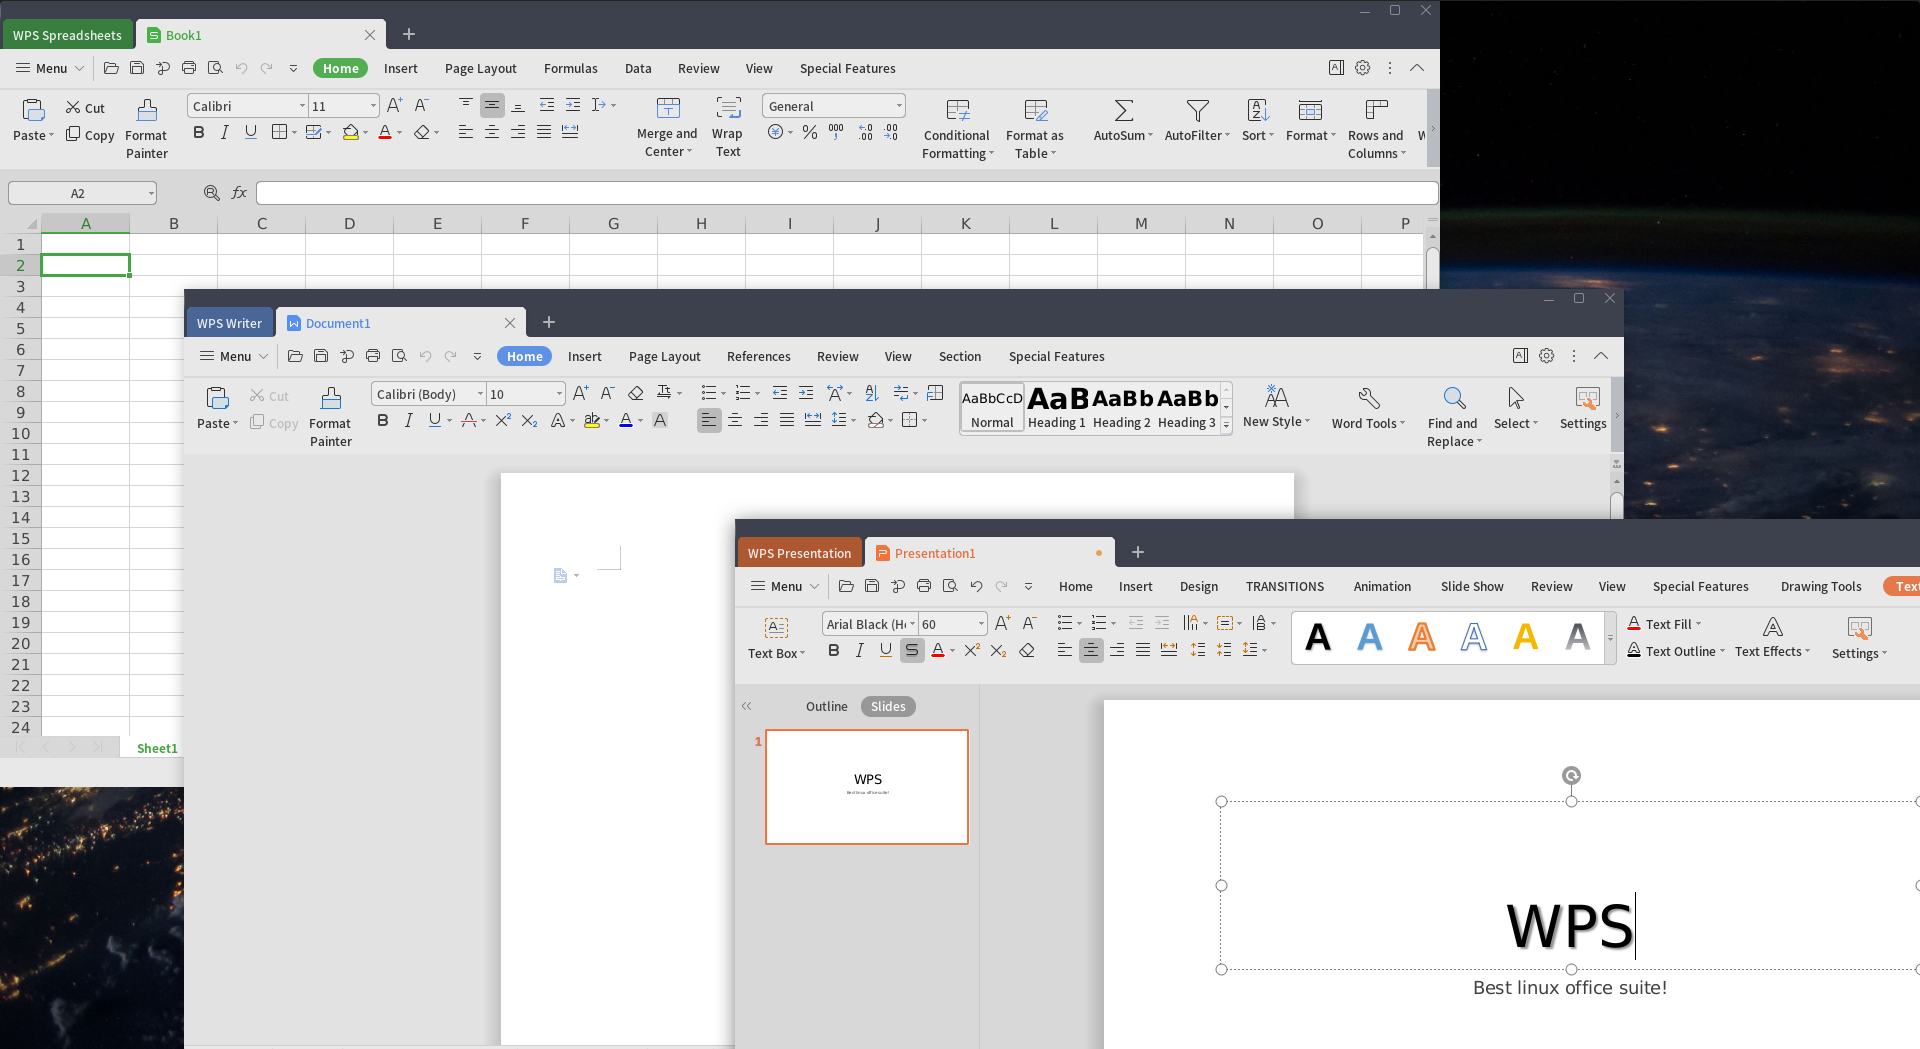 WPS Spreadsheets Book1
Menu Home Insert Page Layout Formulas Data Review View Special Features
Paste Cut Copy Format Painter
Calibri 11
Merge and Center Wrap Text
General
Conditional Formatting Format as Table AutoSum AutoFilter Sort Format Rows and Columns W
A2 fx
A B C D E F G H I J K L M N O P
1
2
3
4
5
6
7
8
9
10
11
12
13
14
15
16
17
18
19
20
21
22
23
24
Sheet1
WPS Writer Document1
Menu Home Insert Page Layout References Review View Section Special Features
Paste Cut Copy Format Painter
Calibri (Body) 10
AaBbCcD AaB AaBb AaBb
Normal Heading 1 Heading 2 Heading 3
New Style Word Tools Find and Replace Select Settings
WPS Presentation Presentation1
Menu Home Insert Design TRANSITIONS Animation Slide Show Review View Special Features Drawing Tools Text
Text Box
Arial Black (H 60
A A A A A A
Text Fill
Text Outline Text Effects Settings
Outline Slides
1
WPS
Best linux office suite!
WPS
Best linux office suite!